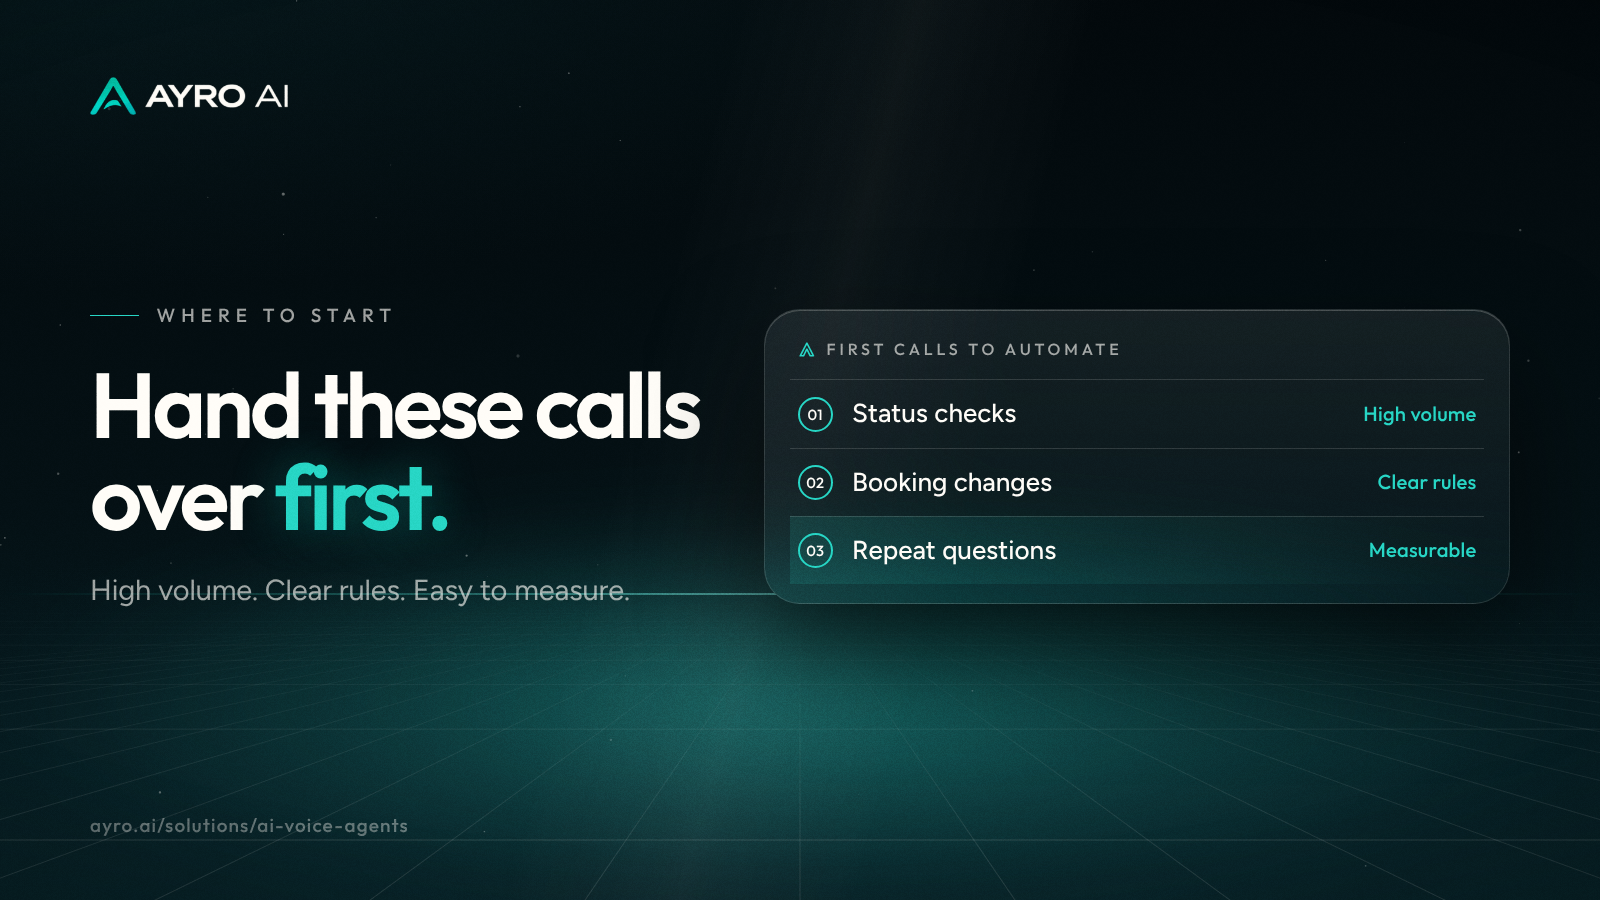 AYRO AI
WHERE TO START
Hand these calls
over first.
High volume. Clear rules. Easy to measure.
FIRST CALLS TO AUTOMATE
01 Status checks High volume
02 Booking changes Clear rules
03 Repeat questions Measurable
ayro.ai/solutions/ai-voice-agents